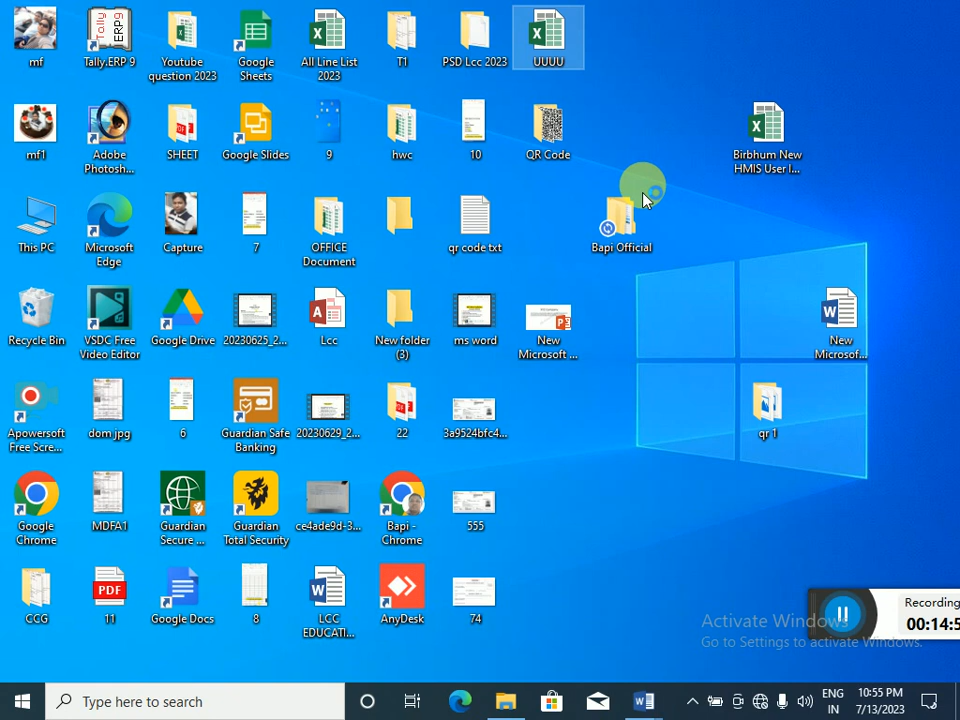 mf
Tally.ERP 9
Youtube
question 2023
Google
Sheets
All Line List
2023
T1
PSD Lcc 2023
UUUU
mf1
Adobe
Photosh...
SHEET
Google Slides
9
hwc
10
QR Code
Birbhum New
HMIS User I...
This PC
Microsoft
Edge
Capture
7
OFFICE
Document
qr code txt
Bapi Official
Recycle Bin
VSDC Free
Video Editor
Google Drive
20230625_2...
Lcc
New folder
(3)
ms word
New
Microsoft ...
New
Microsof...
Apowersoft
Free Scre...
dom.jpg
6
Guardian Safe
Banking
20230629_2...
22
3a9524bfc4...
qr 1
Google
Chrome
MDFA1
Guardian
Secure ...
Guardian
Total Security
ce4ade9d-3...
Bapi -
Chrome
555
CCG
PDF
11
Google Docs
8
LCC
EDUCATI...
AnyDesk
74
Recording
00:14:5
Activate Windows
Go to Settings to activate Windows.
Type here to search
ENG
IN
10:55 PM
7/13/2023